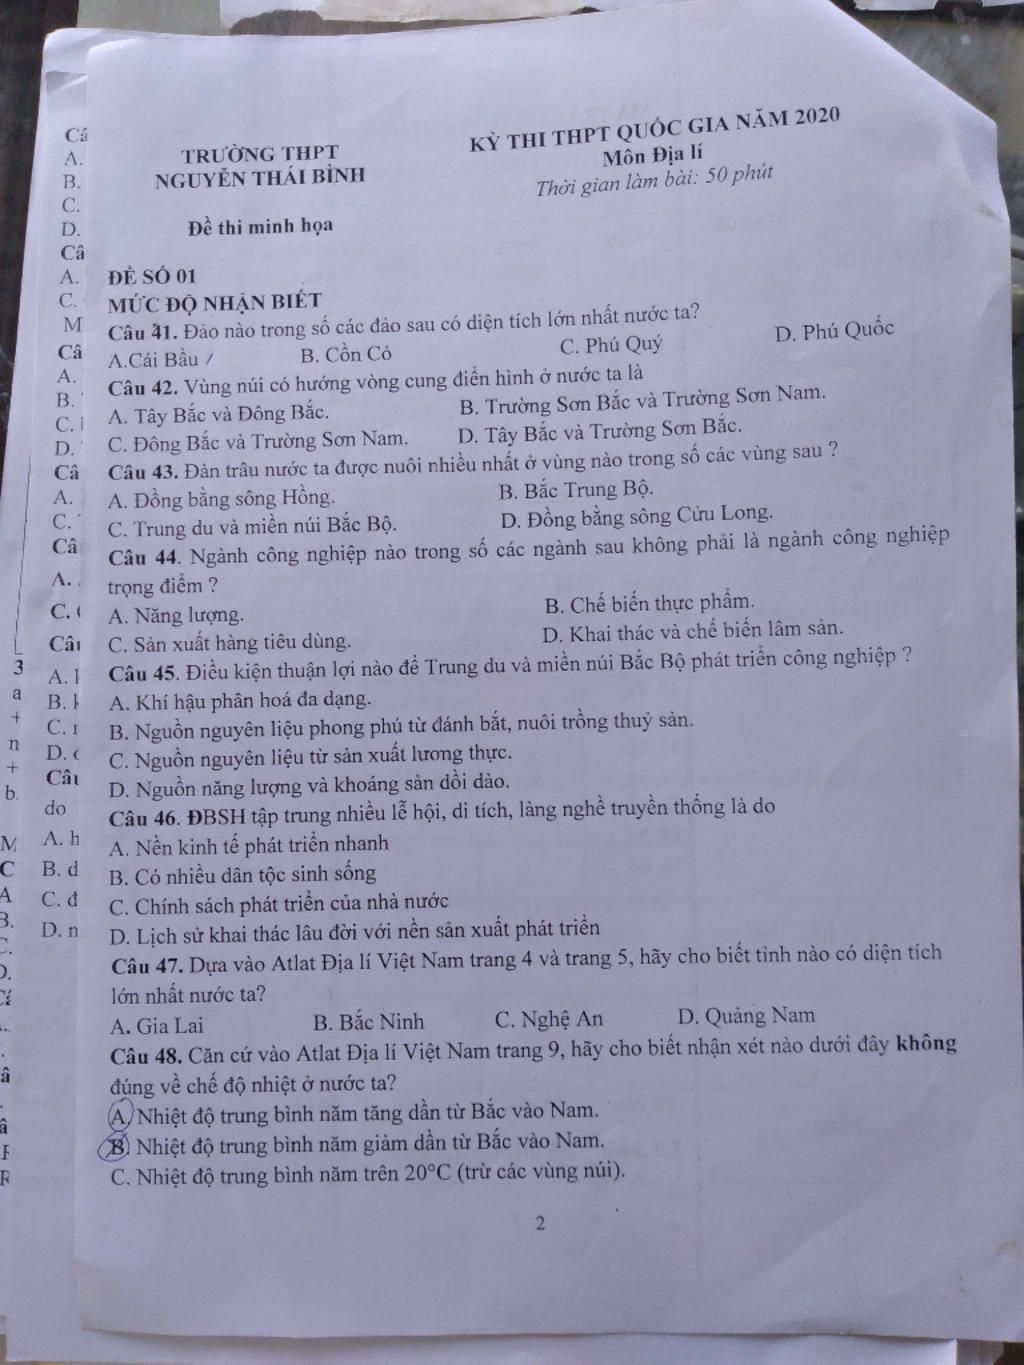 TRƯỜNG THPT
NGUYỄN THÁI BÌNH
KỲ THI THPT QUỐC GIA NĂM 2020
Môn Địa lí
Thời gian làm bài: 50 phút
Đề thi minh họa
ĐỀ SỐ 01
MỨC ĐỘ NHẬN BIẾT
Câu 41. Đảo nào trong số các đảo sau có diện tích lớn nhất nước ta?
A.Cái Bầu B. Cồn Cỏ C. Phú Quý D. Phú Quốc
Câu 42. Vùng núi có hướng vòng cung điển hình ở nước ta là
A. Tây Bắc và Đông Bắc. B. Trường Sơn Bắc và Trường Sơn Nam.
C. Đông Bắc và Trường Sơn Nam. D. Tây Bắc và Trường Sơn Bắc.
Câu 43. Đàn trâu nước ta được nuôi nhiều nhất ở vùng nào trong số các vùng sau ?
A. Đồng bằng sông Hồng. B. Bắc Trung Bộ.
C. Trung du và miền núi Bắc Bộ. D. Đồng bằng sông Cửu Long.
Câu 44. Ngành công nghiệp nào trong số các ngành sau không phải là ngành công nghiệp
trọng điểm ?
A. Năng lượng. B. Chế biến thực phẩm.
C. Sản xuất hàng tiêu dùng. D. Khai thác và chế biến lâm sản.
Câu 45. Điều kiện thuận lợi nào để Trung du và miền núi Bắc Bộ phát triển công nghiệp ?
A. Khí hậu phân hoá đa dạng.
B. Nguồn nguyên liệu phong phú từ đánh bắt, nuôi trồng thuỷ sản.
C. Nguồn nguyên liệu từ sản xuất lương thực.
D. Nguồn năng lượng và khoáng sản dồi dào.
Câu 46. ĐBSH tập trung nhiều lễ hội, di tích, làng nghề truyền thống là do
A. Nền kinh tế phát triển nhanh
B. Có nhiều dân tộc sinh sống
C. Chính sách phát triển của nhà nước
D. Lịch sử khai thác lâu đời với nền sản xuất phát triển
Câu 47. Dựa vào Atlat Địa lí Việt Nam trang 4 và trang 5, hãy cho biết tỉnh nào có diện tích
lớn nhất nước ta?
A. Gia Lai B. Bắc Ninh C. Nghệ An D. Quảng Nam
Câu 48. Căn cứ vào Atlat Địa lí Việt Nam trang 9, hãy cho biết nhận xét nào dưới đây không
đúng về chế độ nhiệt ở nước ta?
A. Nhiệt độ trung bình năm tăng dần từ Bắc vào Nam.
B. Nhiệt độ trung bình năm giảm dần từ Bắc vào Nam.
C. Nhiệt độ trung bình năm trên 20°C (trừ các vùng núi).
2